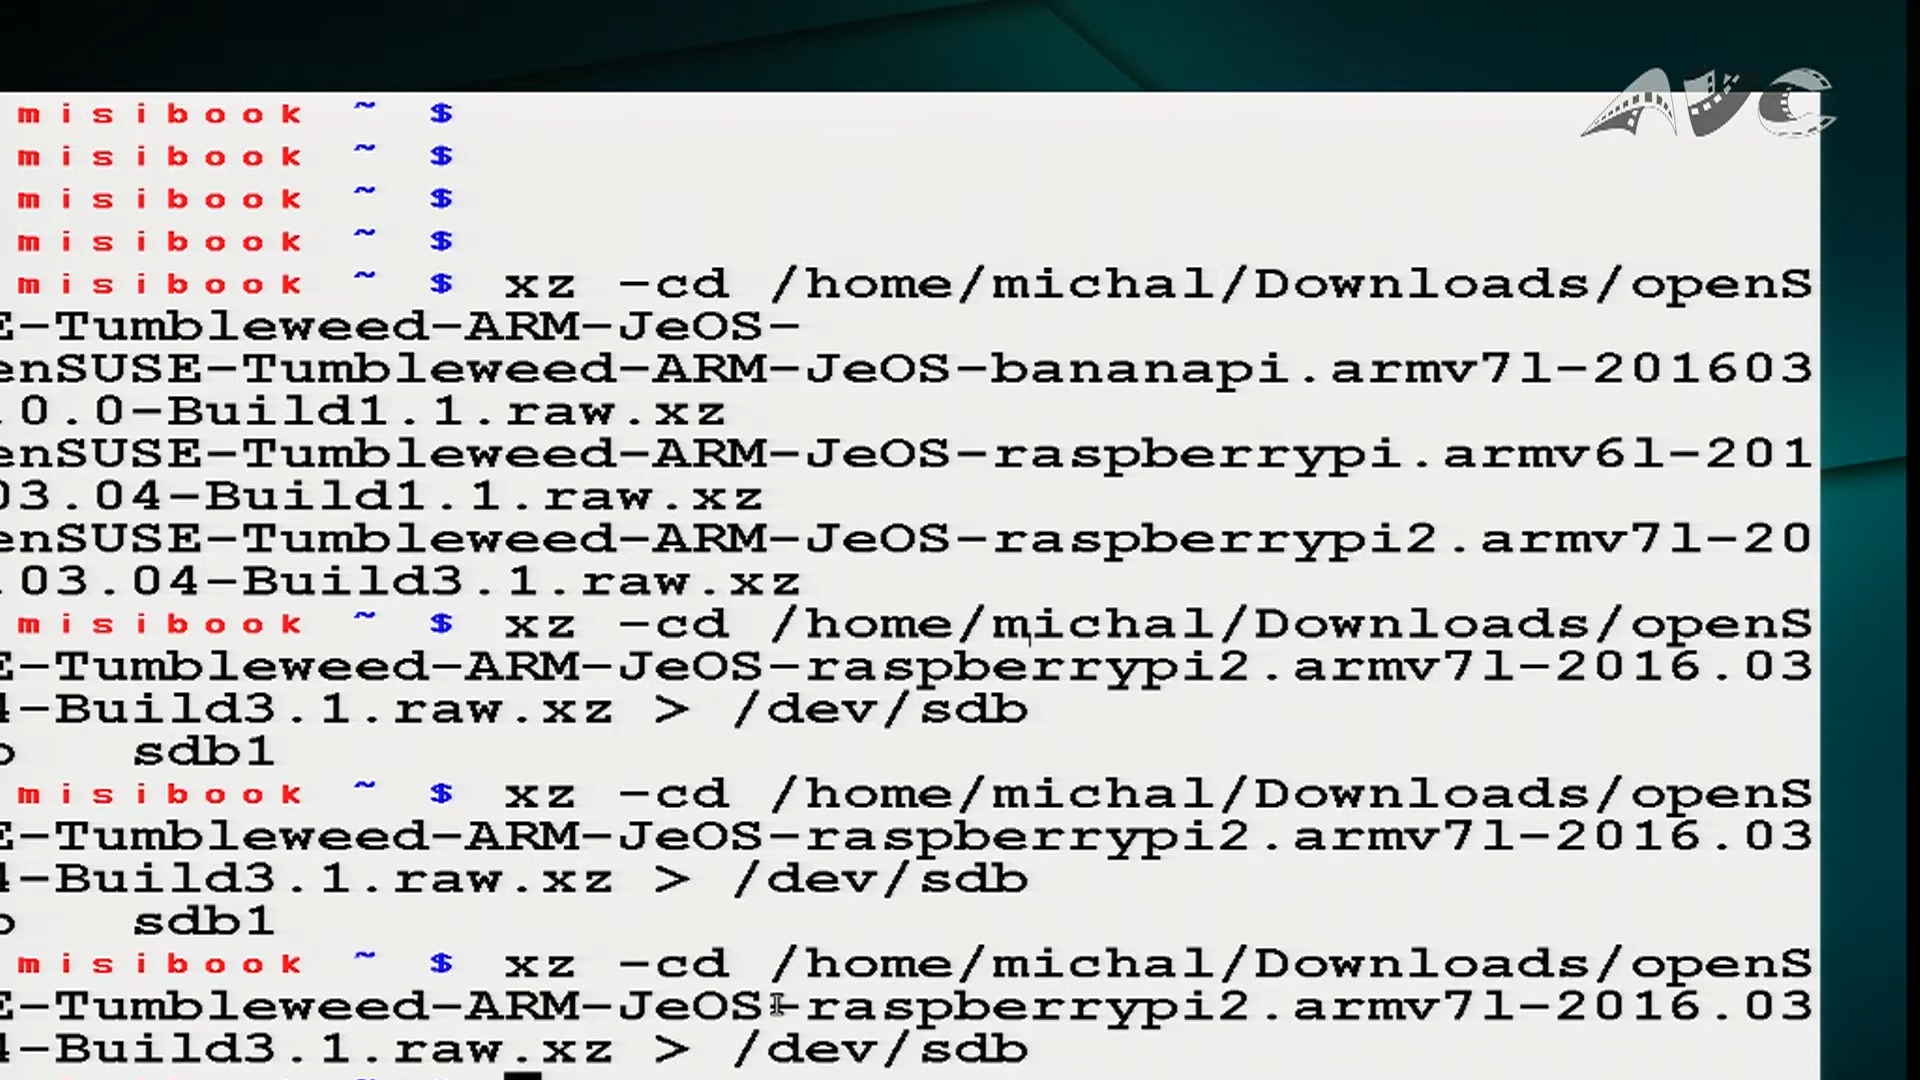 AVC
misibook ~ $
misibook ~ $
misibook ~ $
misibook ~ $
misibook ~ $ xz -cd /home/michal/Downloads/openS
E-Tumbleweed-ARM-JeOS-
enSUSE-Tumbleweed-ARM-JeOS-bananapi.armv7l-201603
.0.0-Build1.1.raw.xz
enSUSE-Tumbleweed-ARM-JeOS-raspberrypi.armv6l-201
03.04-Build1.1.raw.xz
enSUSE-Tumbleweed-ARM-JeOS-raspberrypi2.armv7l-20
.03.04-Build3.1.raw.xz
misibook ~ $ xz -cd /home/michal/Downloads/openS
E-Tumbleweed-ARM-JeOS-raspberrypi2.armv7l-2016.03
4-Build3.1.raw.xz > /dev/sdb
sdb1
misibook ~ $ xz -cd /home/michal/Downloads/openS
E-Tumbleweed-ARM-JeOS-raspberrypi2.armv7l-2016.03
4-Build3.1.raw.xz > /dev/sdb
sdb1
misibook ~ $ xz -cd /home/michal/Downloads/openS
E-Tumbleweed-ARM-JeOS-raspberrypi2.armv7l-2016.03
4-Build3.1.raw.xz > /dev/sdb